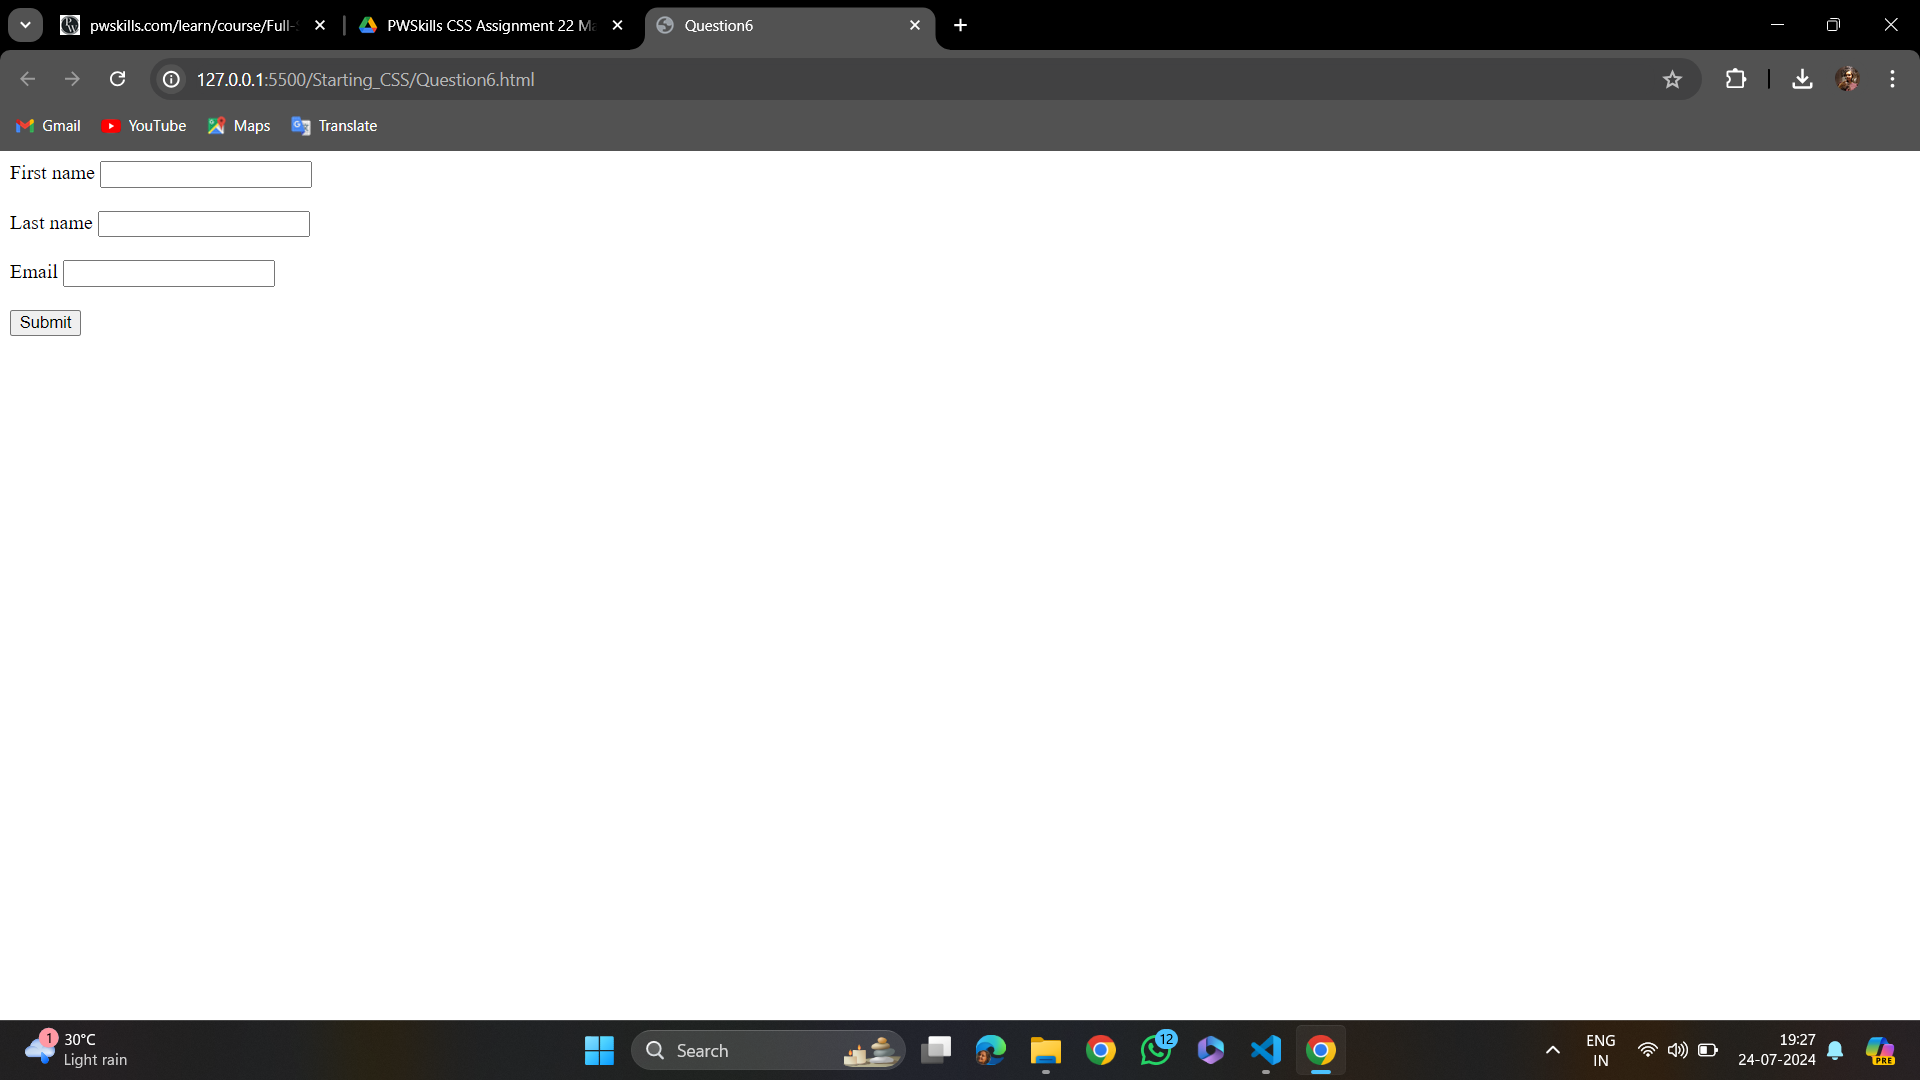 pwskills.com/learn/course/Full-
PWSkills CSS Assignment 22 Ma
Question6
127.0.0.1:5500/Starting_CSS/Question6.html
Gmail
YouTube
Maps
Translate
First name
Last name
Email
Submit
1
30°C
Light rain
Search
12
ENG
IN
19:27
24-07-2024
PRE